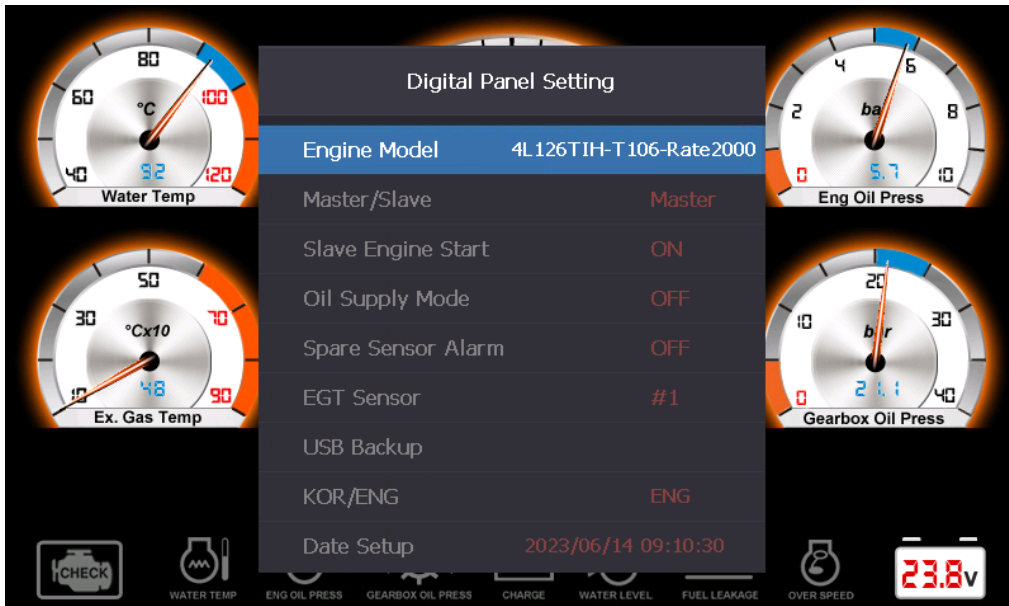 Digital Panel Setting
Engine Model 4L126TIH-T106-Rate2000
Master/Slave Master
Slave Engine Start ON
Oil Supply Mode OFF
Spare Sensor Alarm OFF
EGT Sensor #1
USB Backup
KOR/ENG ENG
Date Setup 2023/06/14 09:10:30
40 60 80 100 120
°C
92
Water Temp
10 30 50 70 90
°Cx10
48
Ex. Gas Temp
0 2 4 6 8 10
5.7
Eng Oil Press
0 10 20 30 40
21.1
Gearbox Oil Press
CHECK
WATER TEMP
ENG OIL PRESS
GEARBOX OIL PRESS
CHARGE
WATER LEVEL
FUEL LEAKAGE
OVER SPEED
23.8v